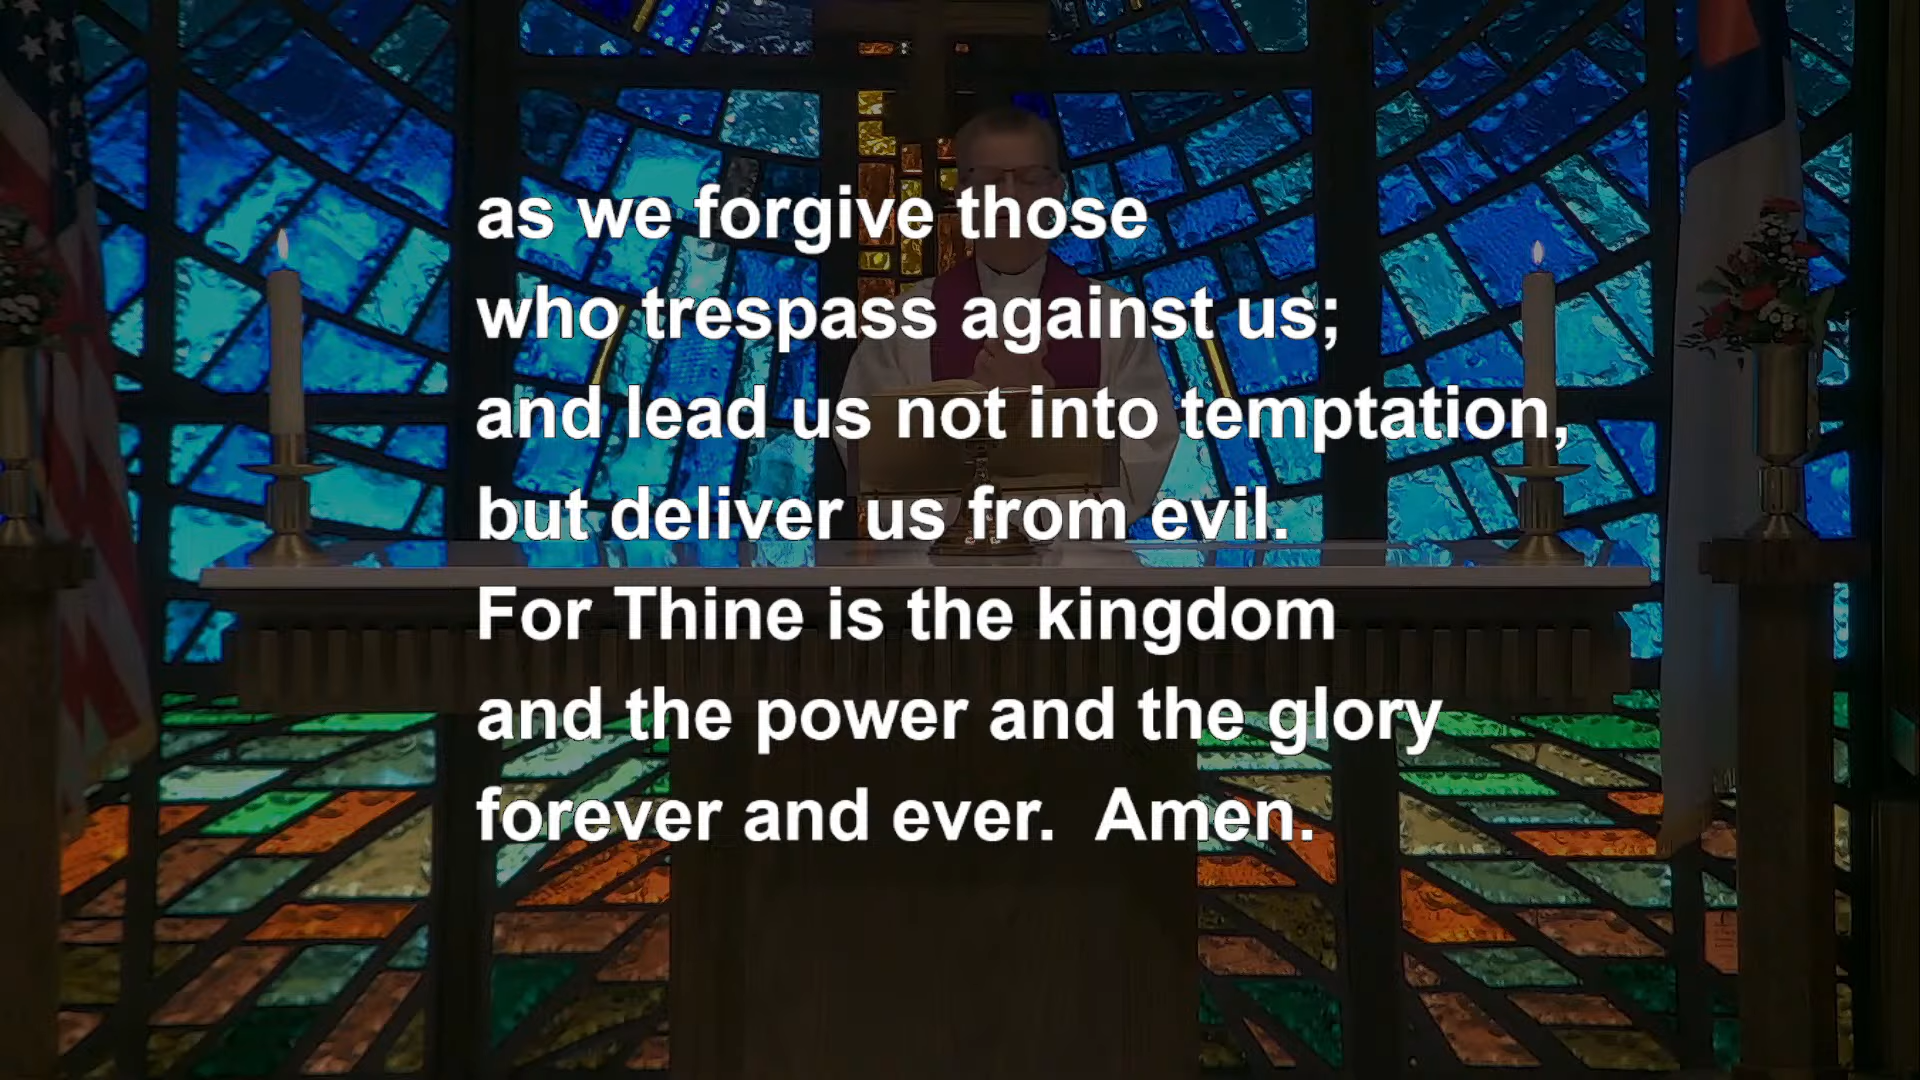 as we forgive those
who trespass against us;
and lead us not into temptation,
but deliver us from evil.
For Thine is the kingdom
and the power and the glory
forever and ever.  Amen.